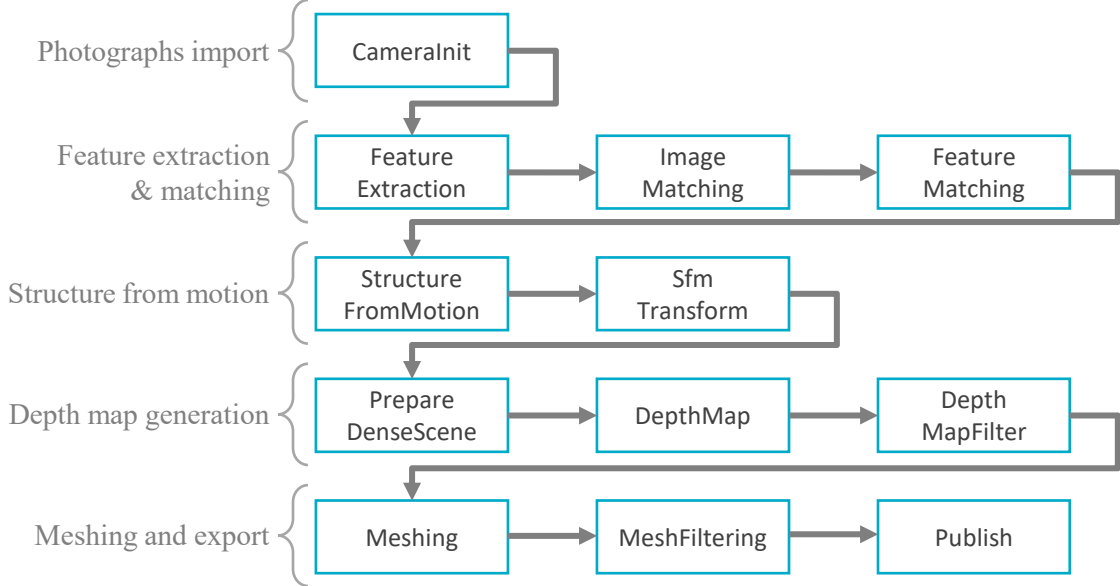 Photographs import
CameraInit
Feature extraction
& matching
Feature
Extraction
Image
Matching
Feature
Matching
Structure from motion
Structure
FromMotion
Sfm
Transform
Depth map generation
Prepare
DenseScene
DepthMap
Depth
MapFilter
Meshing and export
Meshing
MeshFiltering
Publish